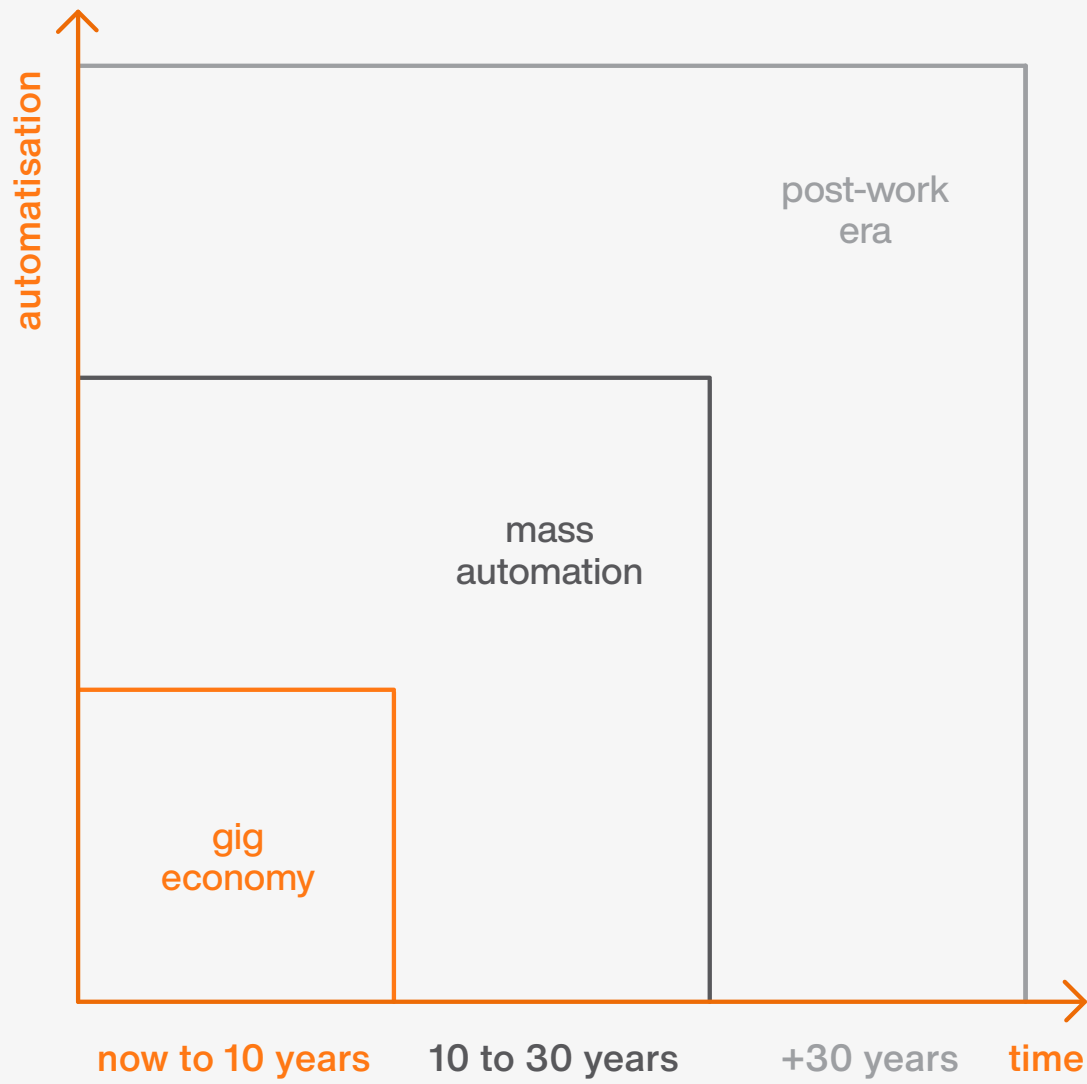 automatisation
post-work
era
mass
automation
gig
economy
now to 10 years
10 to 30 years
+30 years
time